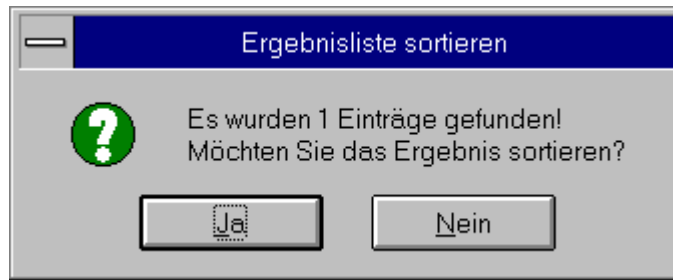 Ergebnisliste sortieren
Es wurden 1 Einträge gefunden!
Möchten Sie das Ergebnis sortieren?
Ja Nein